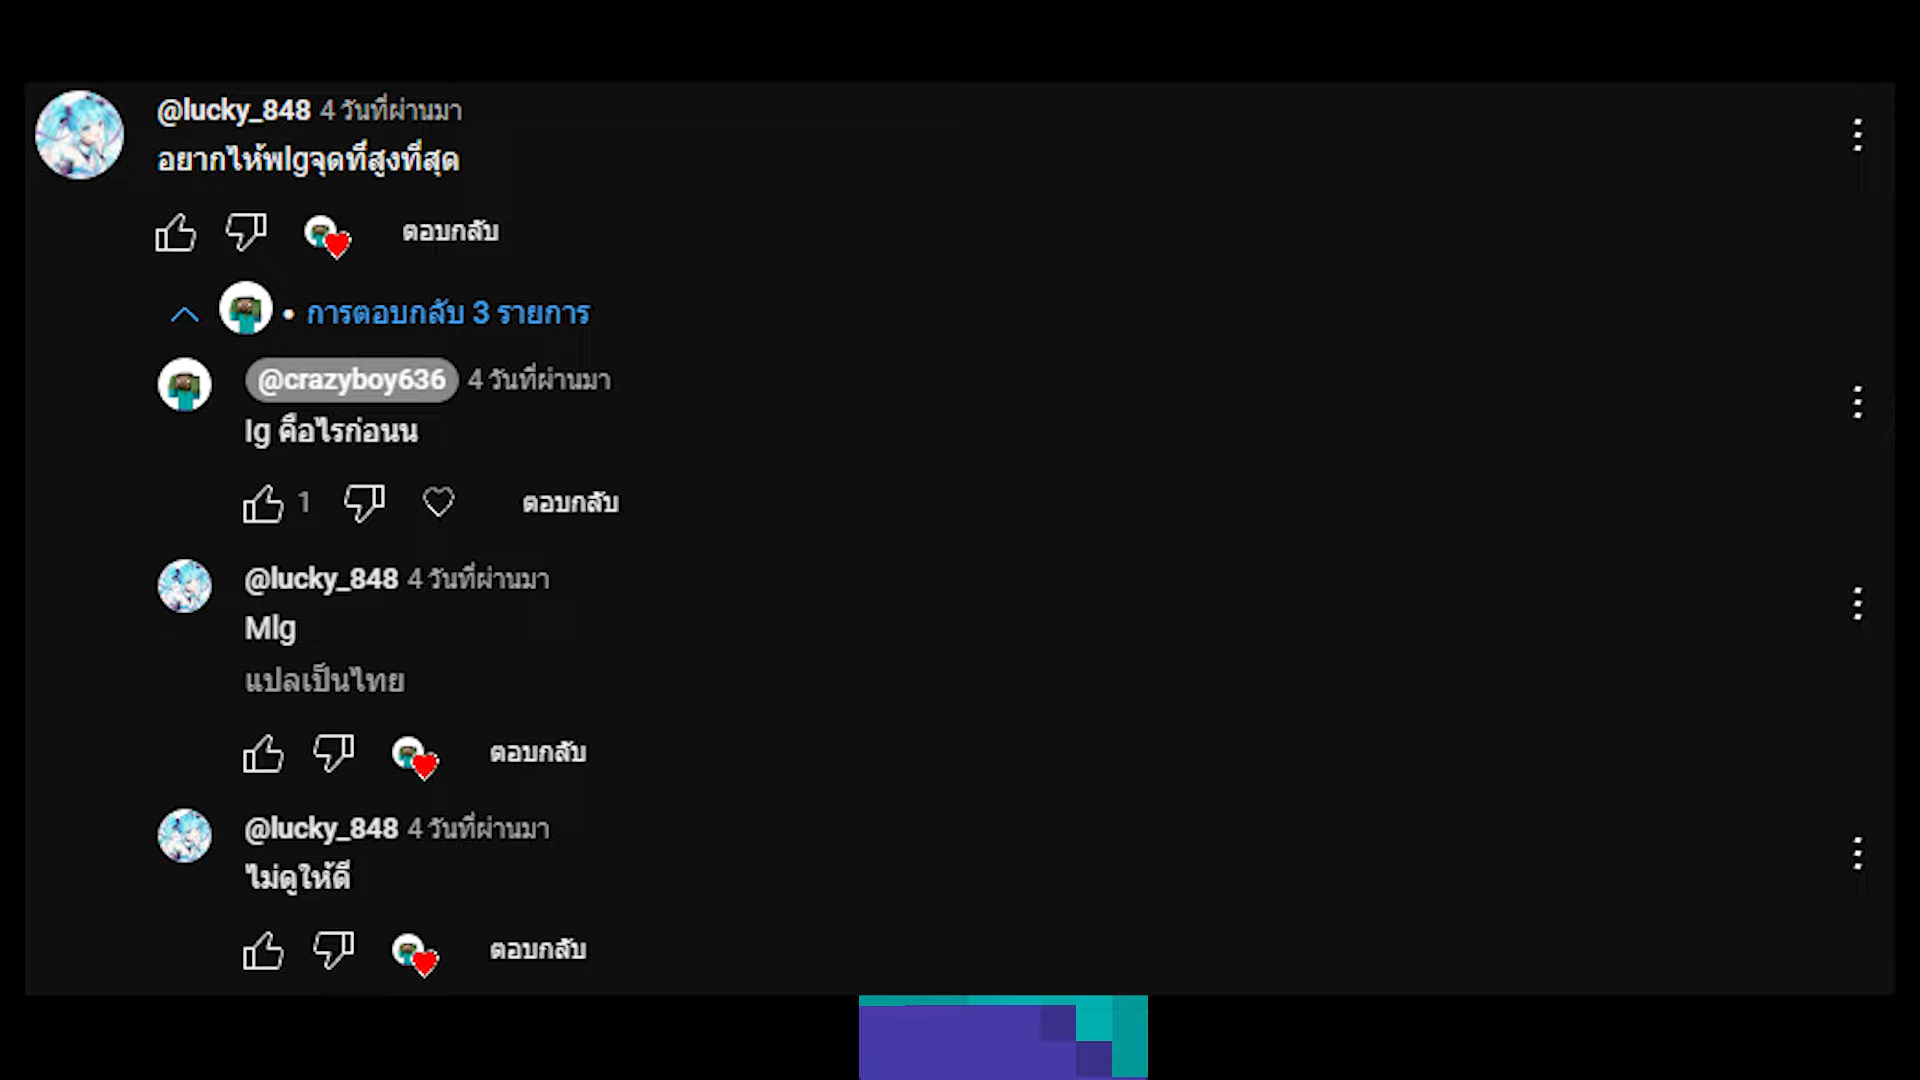 @lucky_848 4 วันที่ผ่านมา
อยากไห้พlgจุดที่สูงที่สุด
ตอบกลับ
• การตอบกลับ 3 รายการ
@crazyboy636 4 วันที่ผ่านมา
lg คือไรก่อนน
1 ตอบกลับ
@lucky_848 4 วันที่ผ่านมา
Mlg
แปลเป็นไทย
ตอบกลับ
@lucky_848 4 วันที่ผ่านมา
ไม่ดูให้ดี
ตอบกลับ